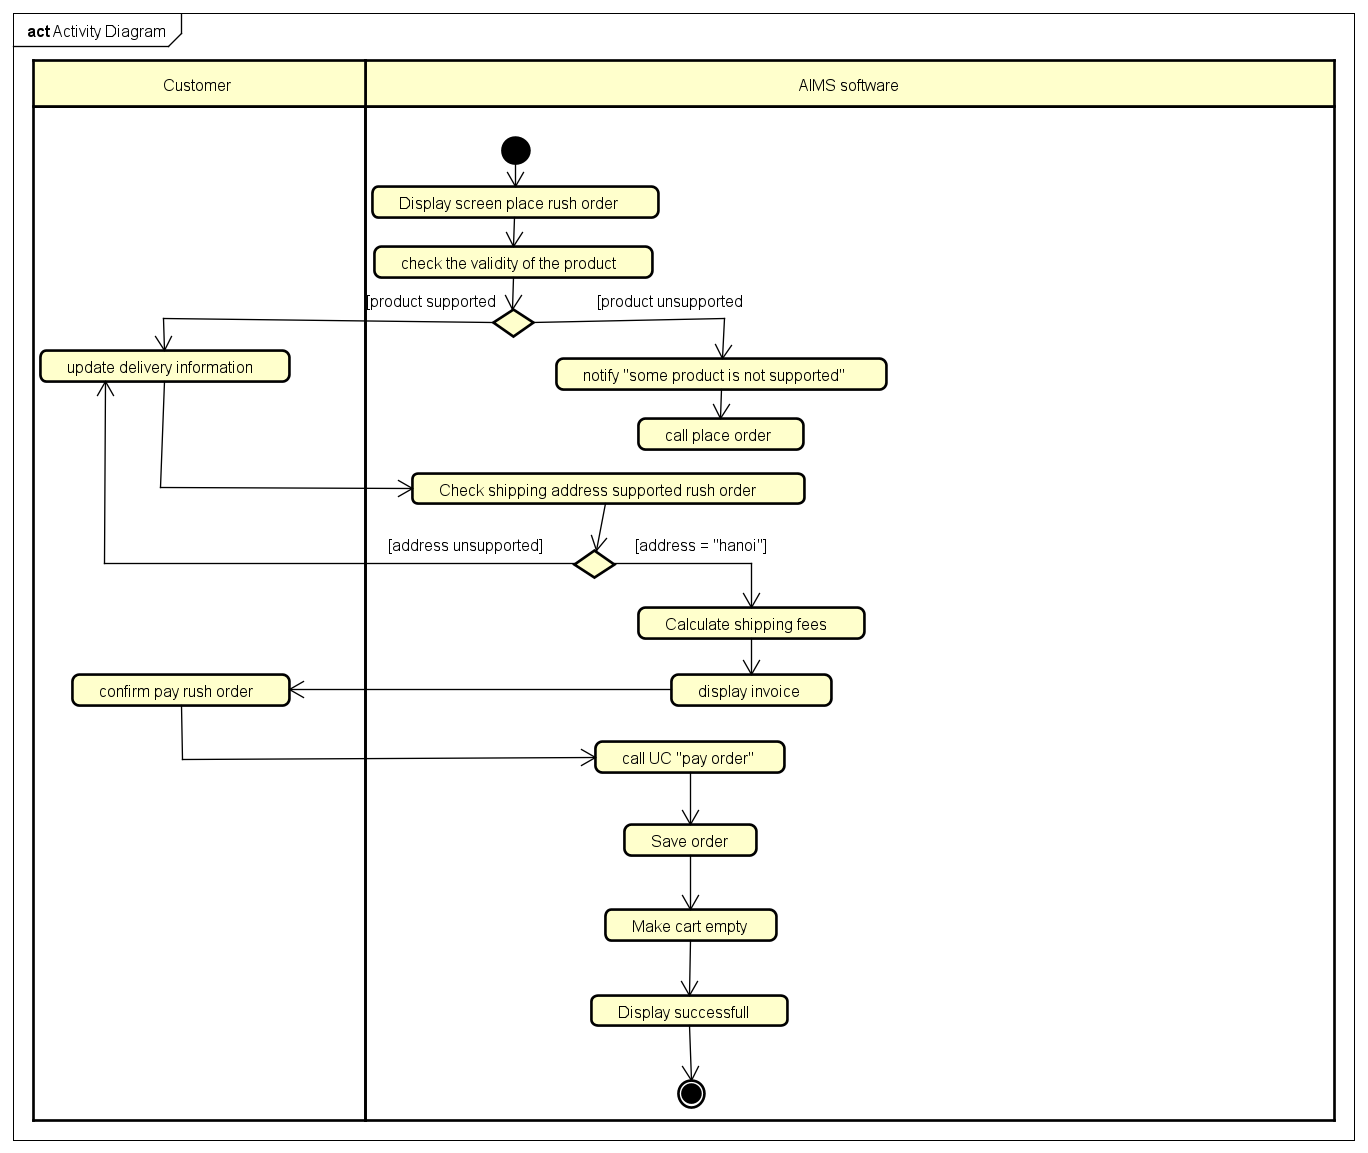 act Activity Diagram
Customer
AIMS software
Display screen place rush order
check the validity of the product
[product supported
[product unsupported
update delivery information
notify "some product is not supported"
call place order
Check shipping address supported rush order
[address unsupported]
[address = "hanoi"]
Calculate shipping fees
confirm pay rush order
display invoice
call UC "pay order"
Save order
Make cart empty
Display successfull